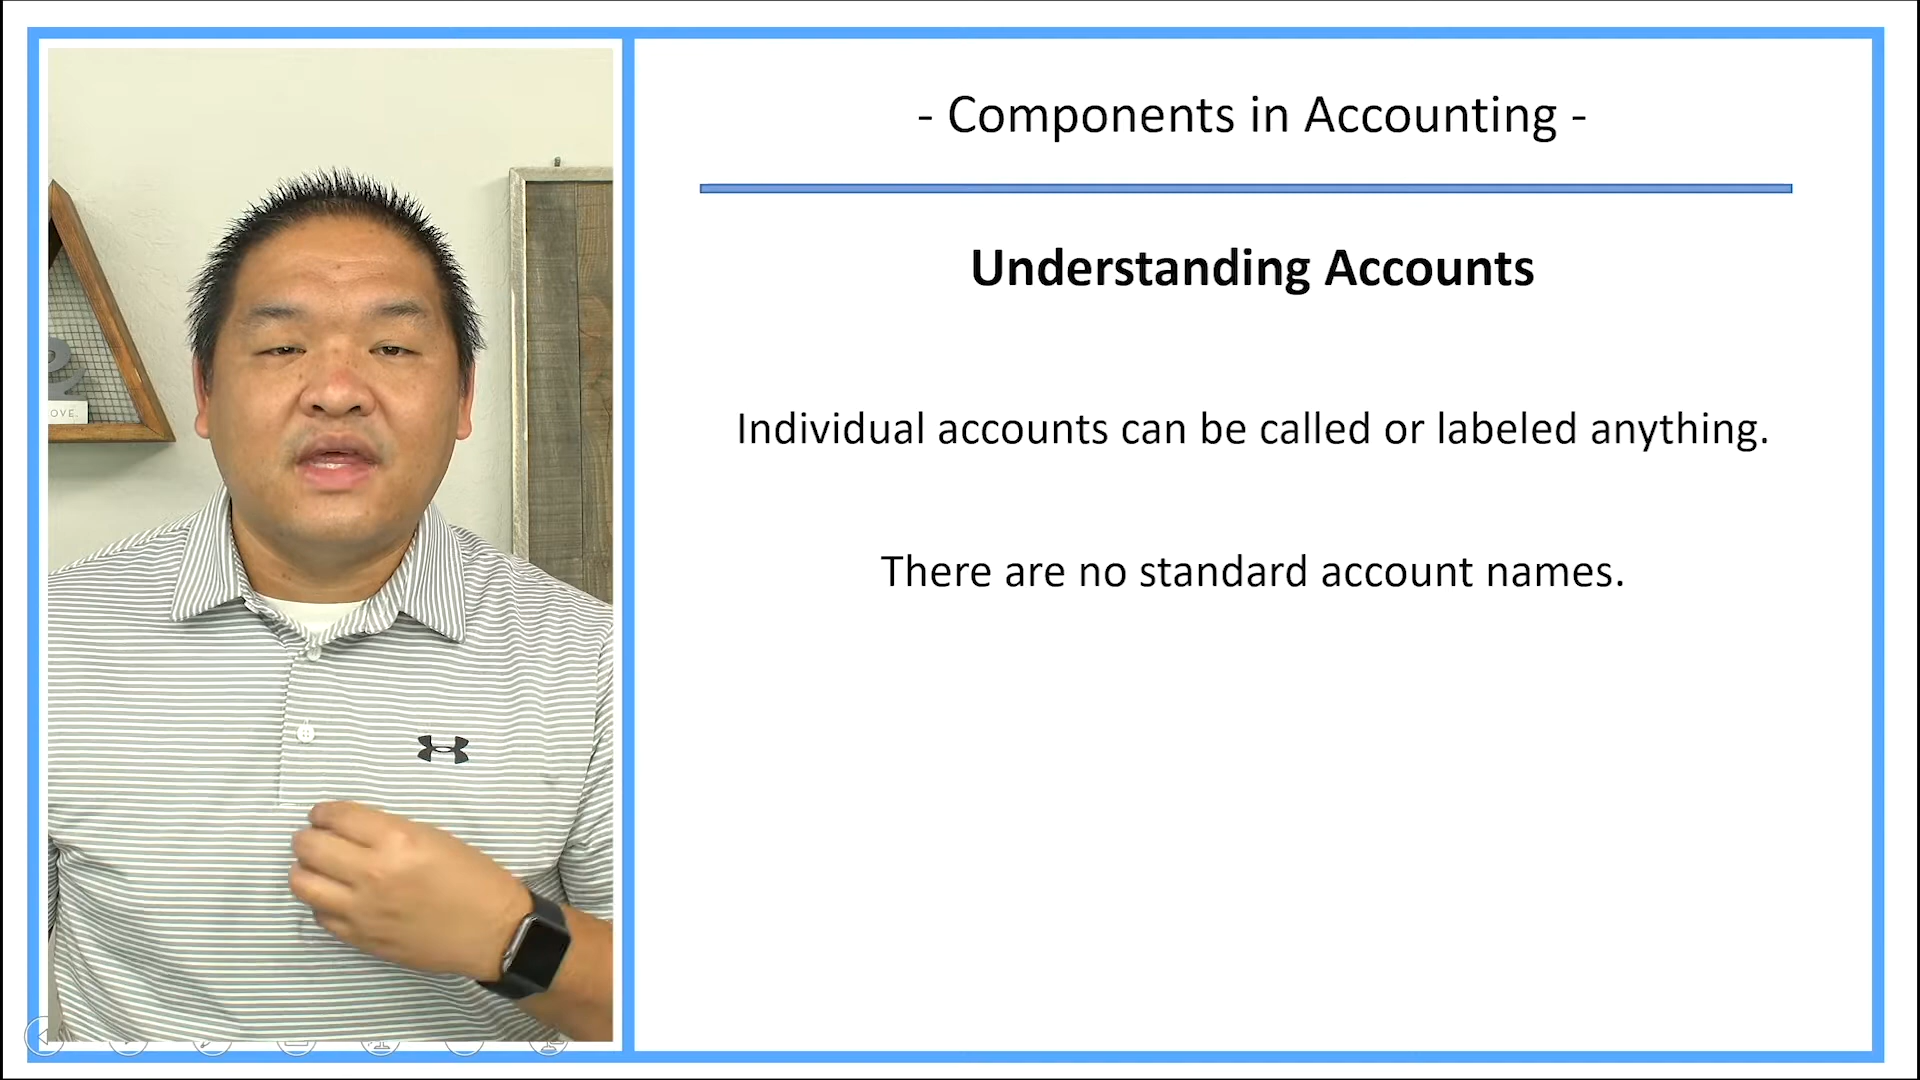 - Components in Accounting -
Understanding Accounts
Individual accounts can be called or labeled anything.
There are no standard account names.
OVE.